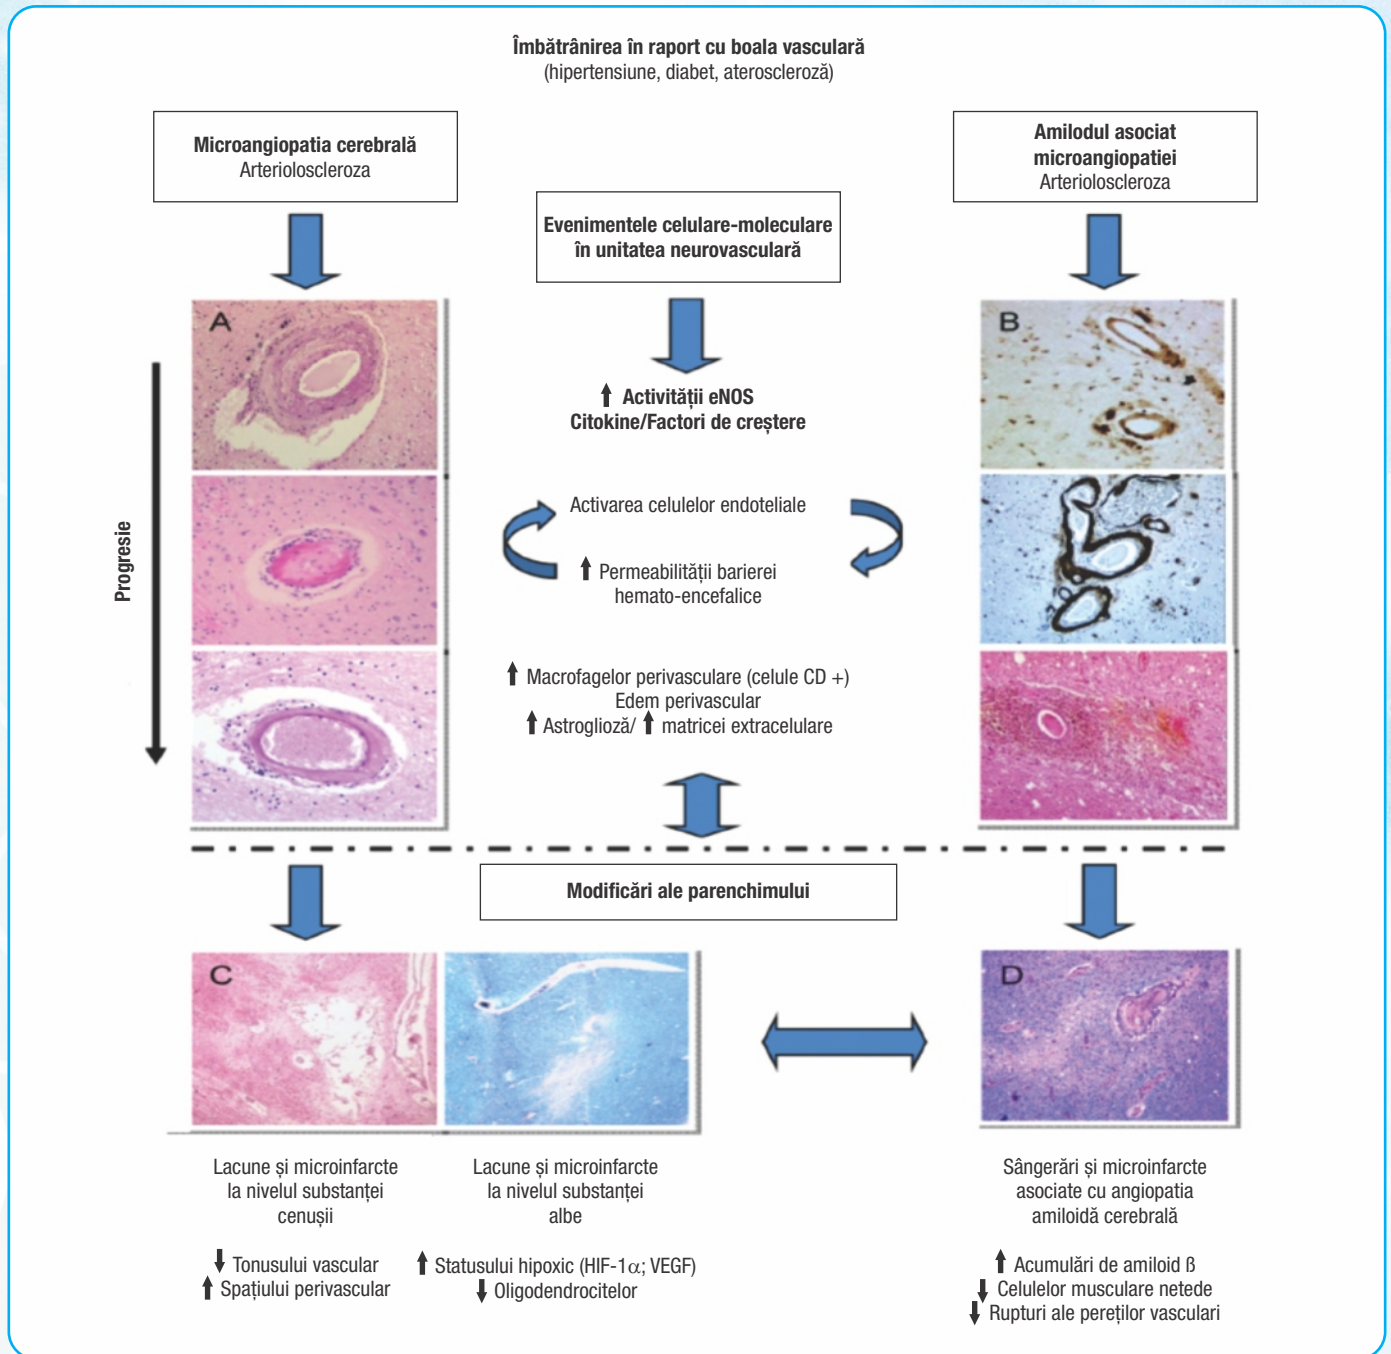 Îmbătrânirea în raport cu boala vasculară
(hipertensiune, diabet, ateroscleroză)
Microangiopatia cerebrală
Arterioloscleroza
Amilodul asociat
microangiopatiei
Arterioloscleroza
Evenimentele celulare-moleculare
în unitatea neurovasculară
A
B
Progresie
⬆ Activității eNOS
Citokine/Factori de creștere
Activarea celulelor endoteliale
⬆ Permeabilității barierei
hemato-encefalice
⬆ Macrofagelor perivasculare (celule CD +)
Edem perivascular
⬆ Astroglioză/ ⬆ matricei extracelulare
Modificări ale parenchimului
C
D
Lacune și microinfarcte
la nivelul substanței
cenușii
Lacune și microinfarcte
la nivelul substanței
albe
Sângerări și microinfarcte
asociate cu angiopatia
amiloidă cerebrală
⬇ Tonusului vascular
⬆ Spațiului perivascular
⬆ Statusului hipoxic (HIF-1α; VEGF)
⬇ Oligodendrocitelor
⬆ Acumulări de amiloid ß
⬇ Celulelor musculare netede
⬇ Rupturi ale pereților vasculari